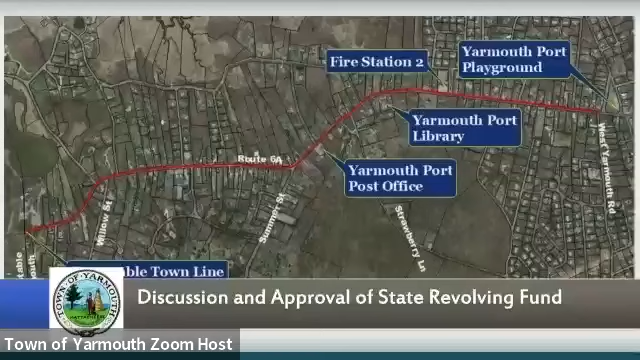 Fire Station 2
Yarmouth Port
Playground
Yarmouth Port
Library
Route 6A
Yarmouth Port
Post Office
West Yarmouth Rd
Willow St
Summer St
Strawberry Ln
Town Line
TOWN OF YARMOUTH
MATTACHEESE
Discussion and Approval of State Revolving Fund
Town of Yarmouth Zoom Host